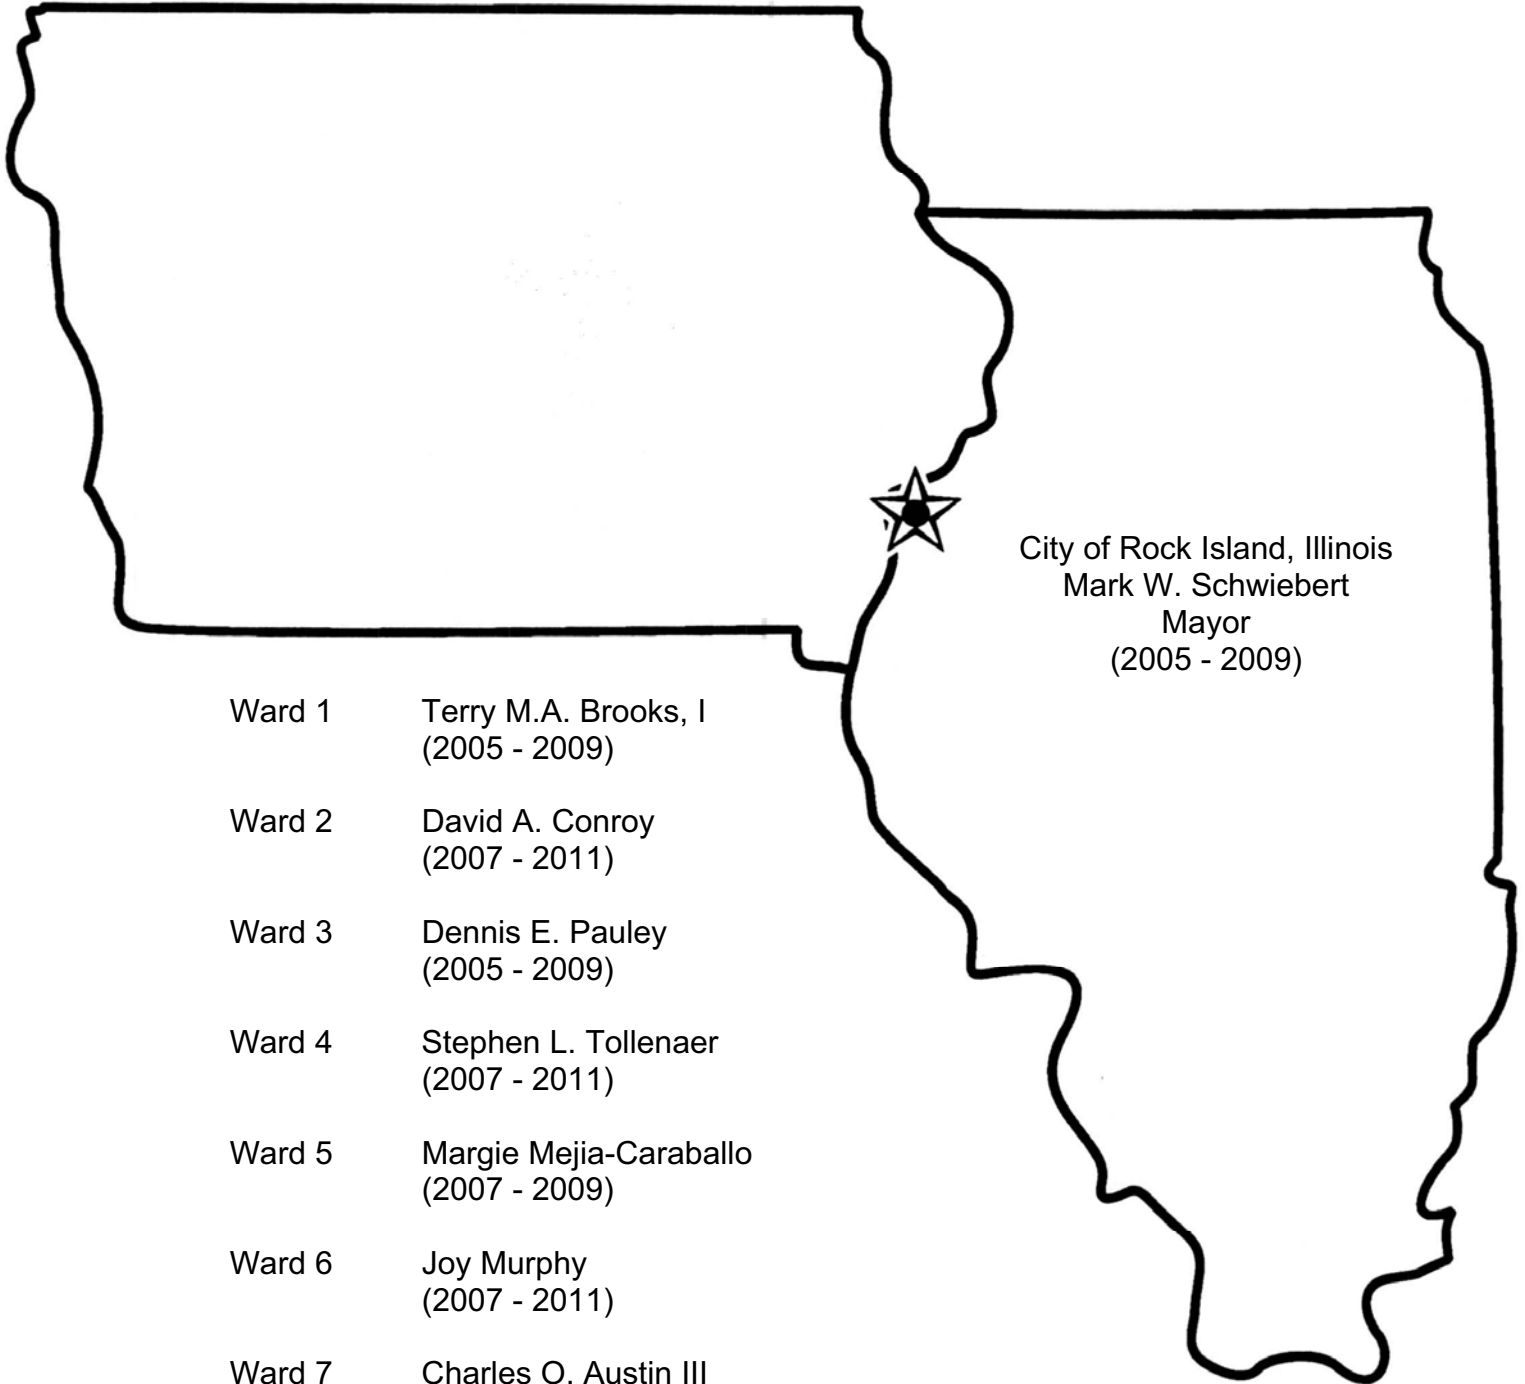 City of Rock Island, Illinois
Mark W. Schwiebert
Mayor
(2005 - 2009)
Ward 1 Terry M.A. Brooks, I
(2005 - 2009)
Ward 2 David A. Conroy
(2007 - 2011)
Ward 3 Dennis E. Pauley
(2005 - 2009)
Ward 4 Stephen L. Tollenaer
(2007 - 2011)
Ward 5 Margie Mejia-Caraballo
(2007 - 2009)
Ward 6 Joy Murphy
(2007 - 2011)
Ward 7 Charles O. Austin III